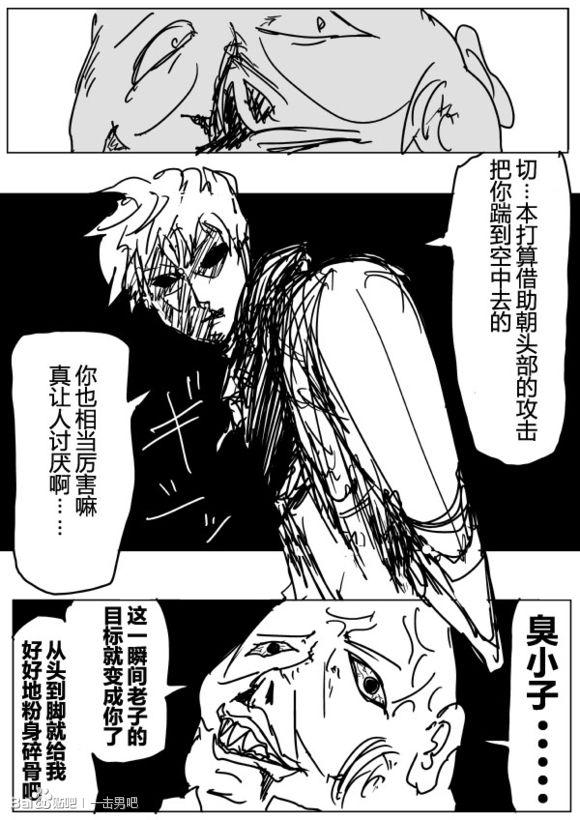 切…本打算借助朝头部的攻击
把你踹到空中去的
你也相当厉害嘛
真让人讨厌啊……
ギギッ
臭小子……
这一瞬间老子的
目标就变成你了
从头到脚就给我
好好地粉身碎骨吧
Bai 贴吧 | 一击男吧